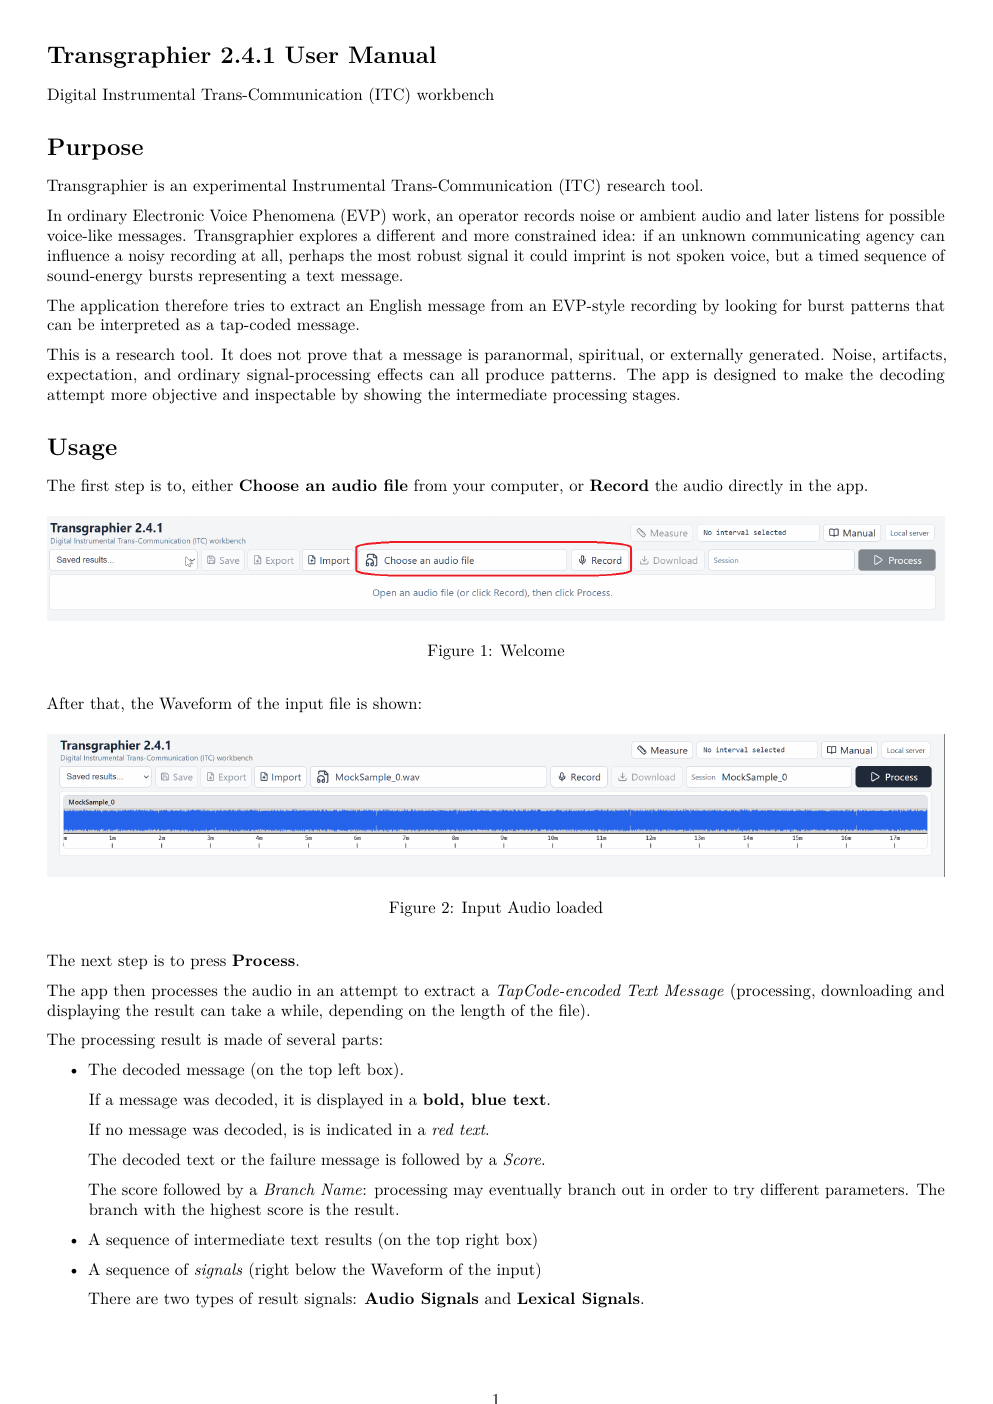 Transgraphier 2.4.1 User Manual
Digital Instrumental Trans-Communication (ITC) workbench
Purpose
Transgraphier is an experimental Instrumental Trans-Communication (ITC) research tool.
In ordinary Electronic Voice Phenomena (EVP) work, an operator records noise or ambient audio and later listens for possible
voice-like messages. Transgraphier explores a different and more constrained idea: if an unknown communicating agency can
influence a noisy recording at all, perhaps the most robust signal it could imprint is not spoken voice, but a timed sequence of
sound-energy bursts representing a text message.
The application therefore tries to extract an English message from an EVP-style recording by looking for burst patterns that
can be interpreted as a tap-coded message.
This is a research tool. It does not prove that a message is paranormal, spiritual, or externally generated. Noise, artifacts,
expectation, and ordinary signal-processing effects can all produce patterns. The app is designed to make the decoding
attempt more objective and inspectable by showing the intermediate processing stages.
Usage
The first step is to, either Choose an audio file from your computer, or Record the audio directly in the app.
Transgraphier 2.4.1
Digital Instrumental Trans-Communication (ITC) workbench
Measure No interval selected Manual Local server
Saved results... Save Export Import Choose an audio file Record Download Session Process
Open an audio file (or click Record), then click Process.
Figure 1: Welcome
After that, the Waveform of the input file is shown:
Transgraphier 2.4.1
Digital Instrumental Trans-Communication (ITC) workbench
Measure No interval selected Manual Local server
Saved results... Save Export Import MockSample_0.wav Record Download Session MockSample_0 Process
MockSample_0
m 1m 2m 3m 4m 5m 6m 7m 8m 9m 10m 11m 12m 13m 14m 15m 16m 17m
Figure 2: Input Audio loaded
The next step is to press Process.
The app then processes the audio in an attempt to extract a TapCode-encoded Text Message (processing, downloading and
displaying the result can take a while, depending on the length of the file).
The processing result is made of several parts:
• The decoded message (on the top left box).
If a message was decoded, it is displayed in a bold, blue text.
If no message was decoded, is is indicated in a red text.
The decoded text or the failure message is followed by a Score.
The score followed by a Branch Name: processing may eventually branch out in order to try different parameters. The
branch with the highest score is the result.
• A sequence of intermediate text results (on the top right box)
• A sequence of signals (right below the Waveform of the input)
There are two types of result signals: Audio Signals and Lexical Signals.
1